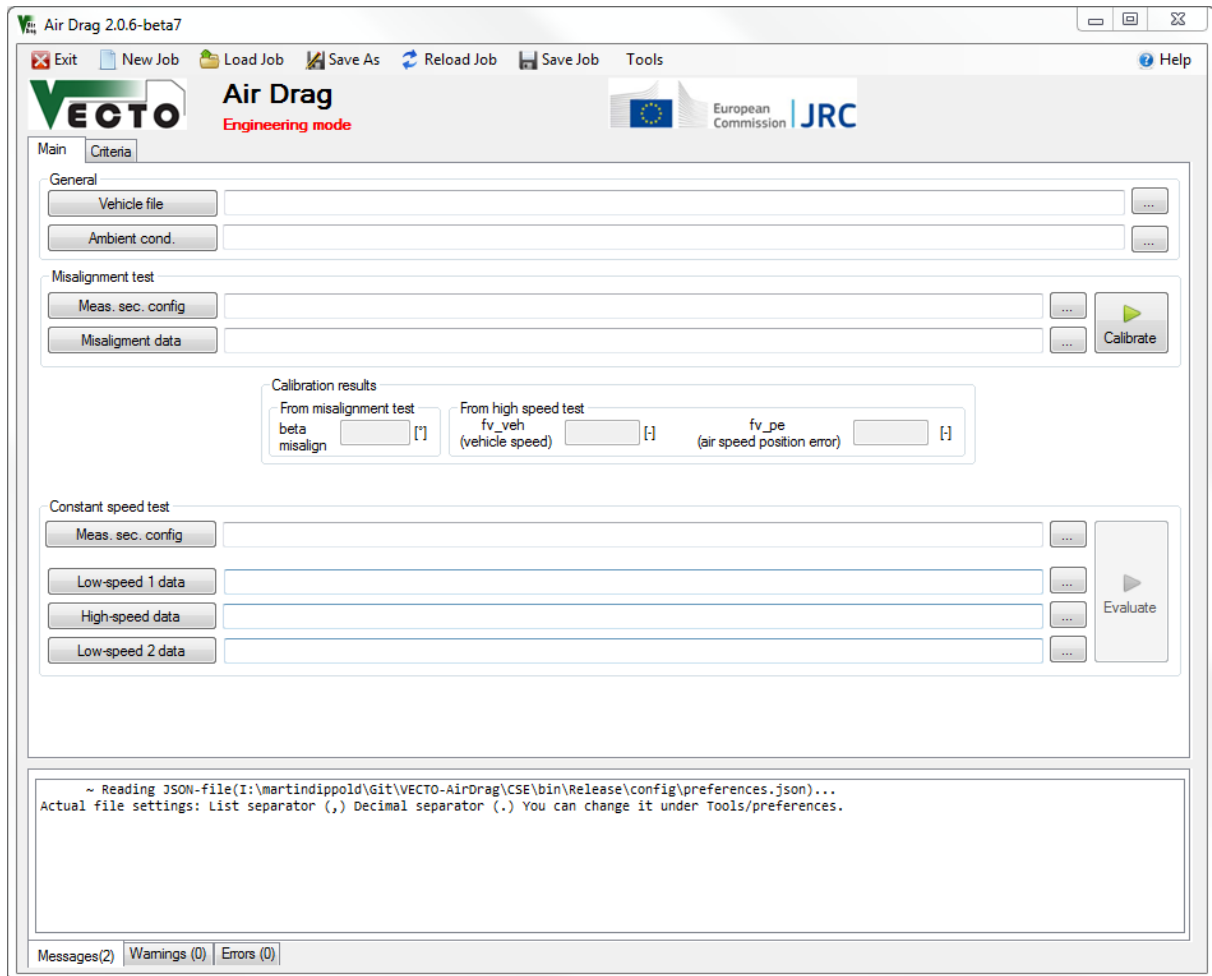 Air Drag 2.0.6-beta7
Exit New Job Load Job Save As Reload Job Save Job Tools Help
VECTO
Air Drag
Engineering mode
European
Commission JRC
Main Criteria
General
Vehicle file ...
Ambient cond. ...
Misalignment test
Meas. sec. config ...
Misaligment data ...
Calibrate
Calibration results
From misalignment test
beta
misalign [°]
From high speed test
fv_veh
(vehicle speed) [-]
fv_pe
(air speed position error) [-]
Constant speed test
Meas. sec. config ...
Low-speed 1 data ...
High-speed data ...
Low-speed 2 data ...
Evaluate
~ Reading JSON-file(I:\martindippold\Git\VECTO-AirDrag\CSE\bin\Release\config\preferences.json)...
Actual file settings: List separator (,) Decimal separator (.) You can change it under Tools/preferences.
Messages(2) Warnings (0) Errors (0)